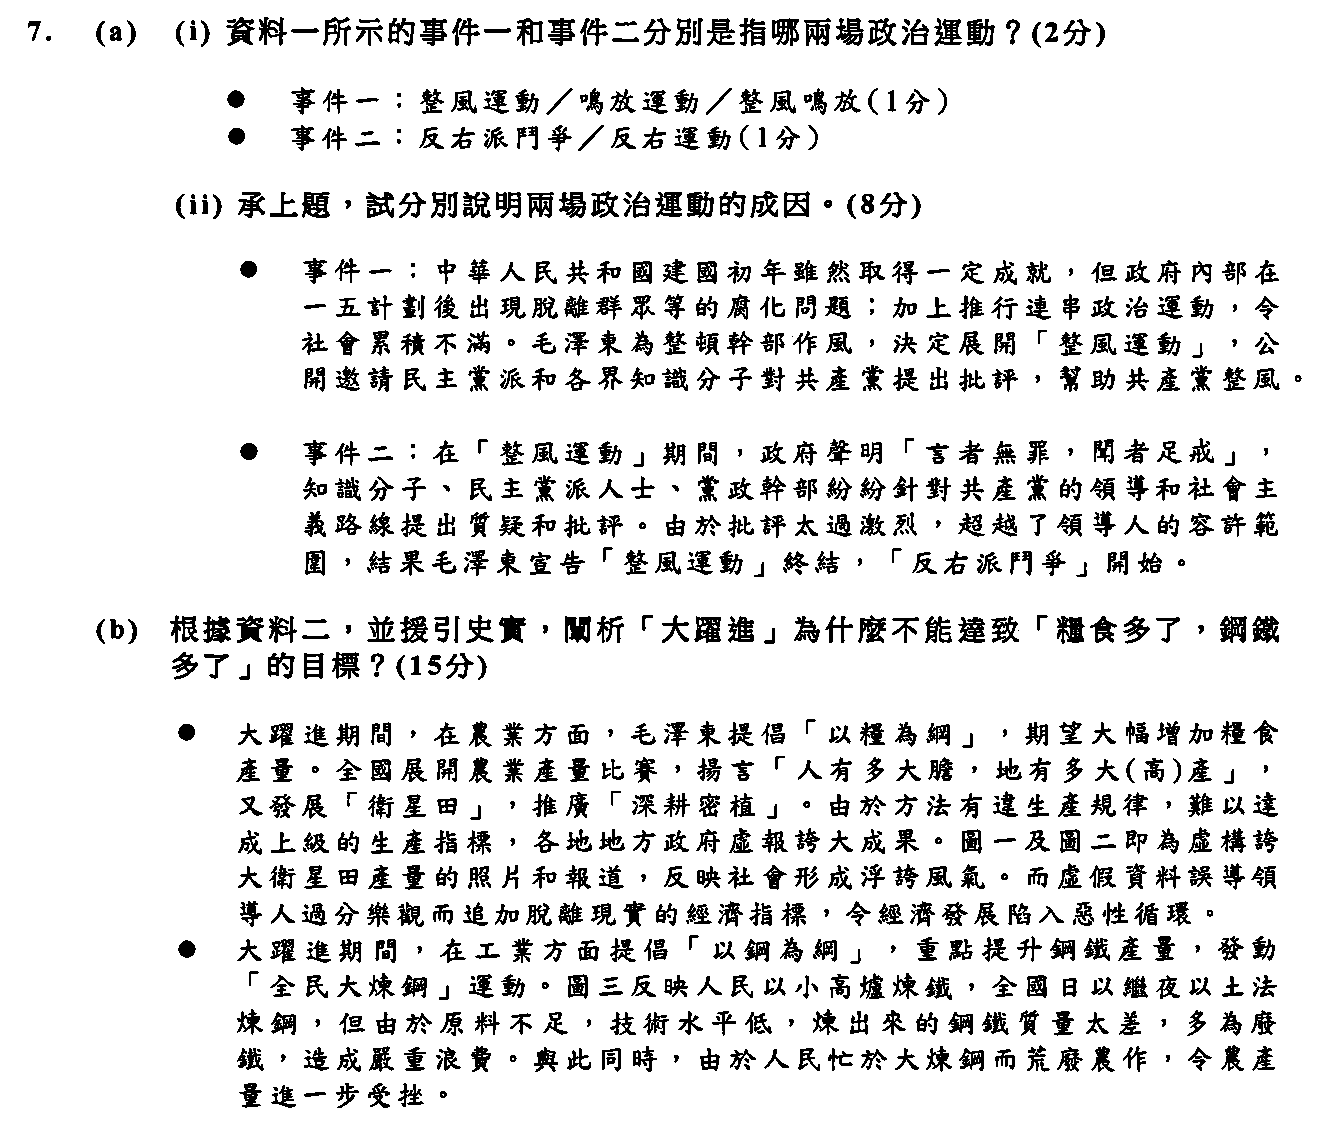 7. (a) (i) 資料一所示的事件一和事件二分別是指哪兩場政治運動？(2分)
● 事件一：整風運動／鳴放運動／整風鳴放(1分)
● 事件二：反右派鬥爭／反右運動(1分)
(ii) 承上題，試分別說明兩場政治運動的成因。(8分)
● 事件一：中華人民共和國建國初年雖然取得一定成就，但政府內部在
一五計劃後出現脫離群眾等的腐化問題；加上推行連串政治運動，令
社會累積不滿。毛澤東為整頓幹部作風，決定展開「整風運動」，公
開邀請民主黨派和各界知識分子對共產黨提出批評，幫助共產黨整風。
● 事件二：在「整風運動」期間，政府聲明「言者無罪，聞者足戒」，
知識分子、民主黨派人士、黨政幹部紛紛針對共產黨的領導和社會主
義路線提出質疑和批評。由於批評太過激烈，超越了領導人的容許範
圍，結果毛澤東宣告「整風運動」終結，「反右派鬥爭」開始。
(b) 根據資料二，並援引史實，闡析「大躍進」為什麼不能達致「糧食多了，鋼鐵
多了」的目標？(15分)
● 大躍進期間，在農業方面，毛澤東提倡「以糧為綱」，期望大幅增加糧食
產量。全國展開農業產量比賽，揚言「人有多大膽，地有多大(高)產」，
又發展「衛星田」，推廣「深耕密植」。由於方法有違生產規律，難以達
成上級的生產指標，各地地方政府虛報誇大成果。圖一及圖二即為虛構誇
大衛星田產量的照片和報道，反映社會形成浮誇風氣。而虛假資料誤導領
導人過分樂觀而追加脫離現實的經濟指標，令經濟發展陷入惡性循環。
● 大躍進期間，在工業方面提倡「以鋼為綱」，重點提升鋼鐵產量，發動
「全民大煉鋼」運動。圖三反映人民以小高爐煉鐵，全國日以繼夜以土法
煉鋼，但由於原料不足，技術水平低，煉出來的鋼鐵質量太差，多為廢
鐵，造成嚴重浪費。與此同時，由於人民忙於大煉鋼而荒廢農作，令農產
量進一步受挫。